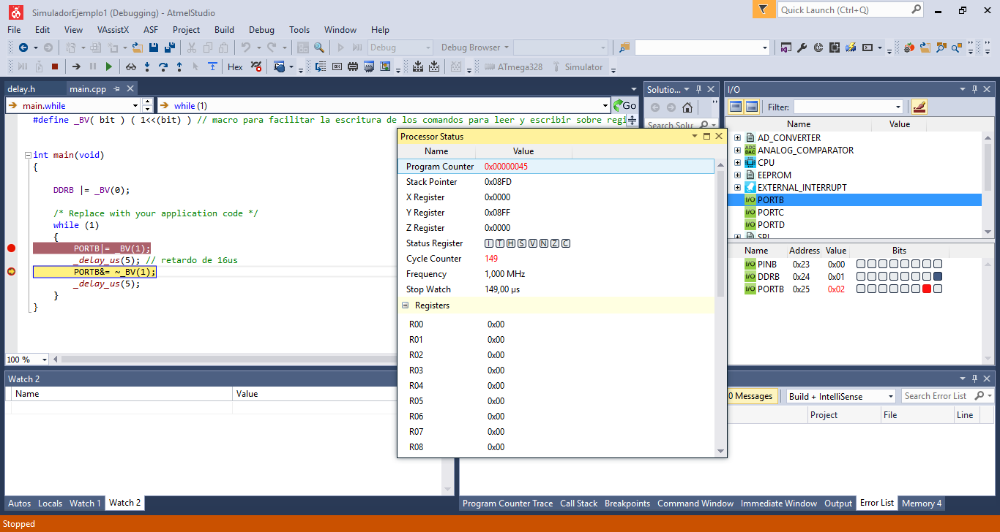 SimuladorEjemplo1 (Debugging) - AtmelStudio
Quick Launch (Ctrl+Q)
File Edit View VAssistX ASF Project Build Debug Tools Window Help
Debug Debug Browser
Hex ATmega328 Simulator
delay.h main.cpp
main.while while (1) Go
#define _BV( bit ) ( 1<<(bit) ) // macro para facilitar la escritura de los comandos para leer y escribir sobre regi
int main(void)
{
DDRB |= _BV(0);
/* Replace with your application code */
while (1)
{
PORTB|= _BV(1);
_delay_us(5); // retardo de 16us
PORTB&= ~_BV(1);
_delay_us(5);
}
}
100 %
Processor Status
Name Value
Program Counter 0x00000045
Stack Pointer 0x08FD
X Register 0x0000
Y Register 0x08FF
Z Register 0x0000
Status Register I T H S V N Z C
Cycle Counter 149
Frequency 1,000 MHz
Stop Watch 149,00 µs
Registers
R00 0x00
R01 0x00
R02 0x00
R03 0x00
R04 0x00
R05 0x00
R06 0x00
R07 0x00
R08 0x00
Solutio...
Search Solu
I/O
Filter:
Name Value
AD_CONVERTER
ANALOG_COMPARATOR
CPU
EEPROM
EXTERNAL_INTERRUPT
PORTB
PORTC
PORTD
SPI
Name Address Value Bits
PINB 0x23 0x00
DDRB 0x24 0x01
PORTB 0x25 0x02
Watch 2
Name Value
0 Messages Build + IntelliSense Search Error List
Project File Line
Autos Locals Watch 1 Watch 2
Program Counter Trace Call Stack Breakpoints Command Window Immediate Window Output Error List Memory 4
Stopped